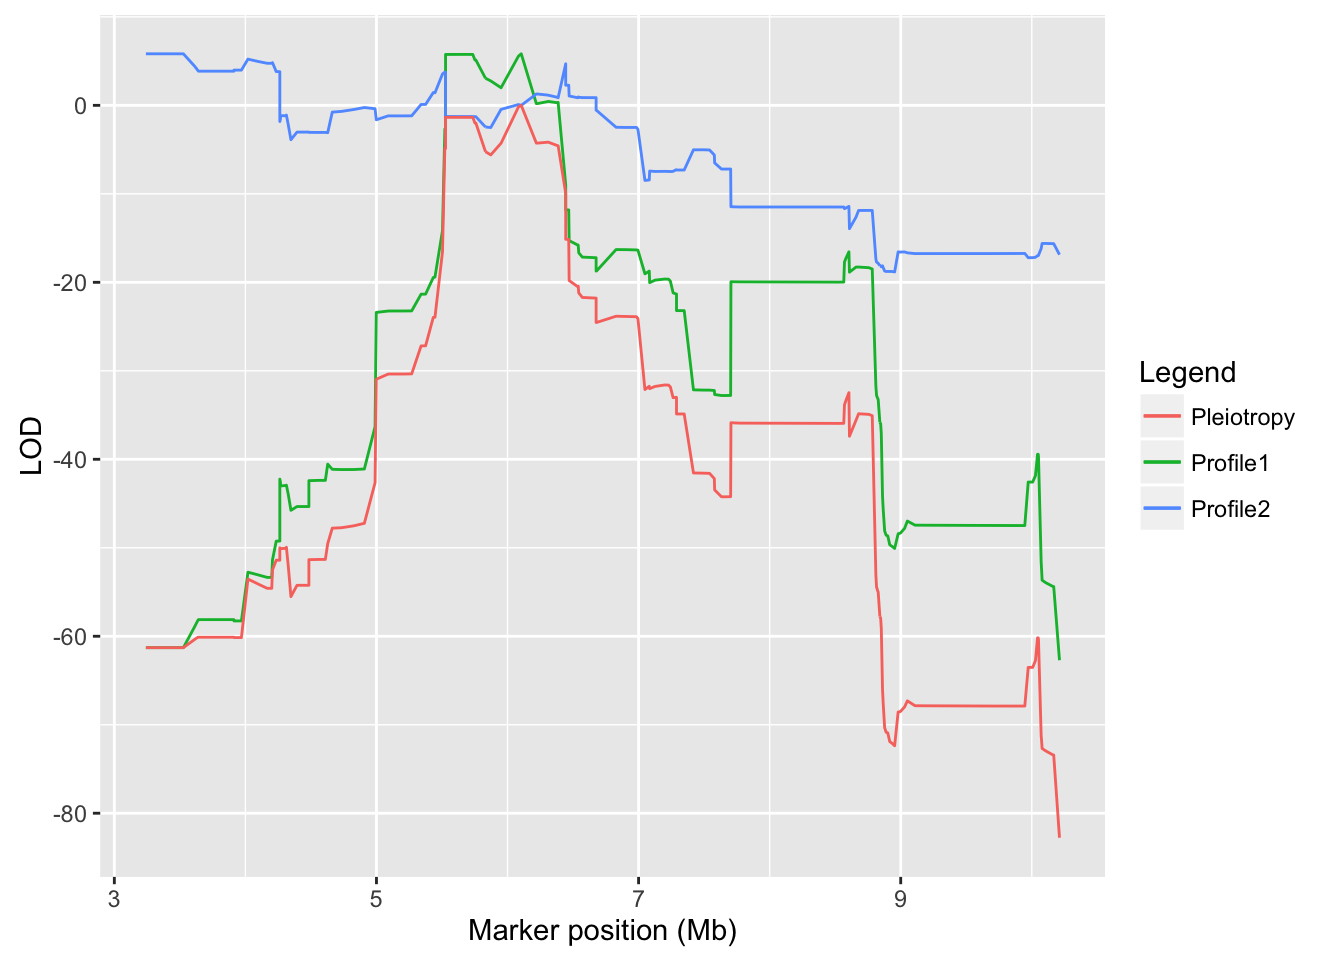 0
-20
-40
-60
-80
LOD
3 5 7 9
Marker position (Mb)
Legend
Pleiotropy
Profile1
Profile2